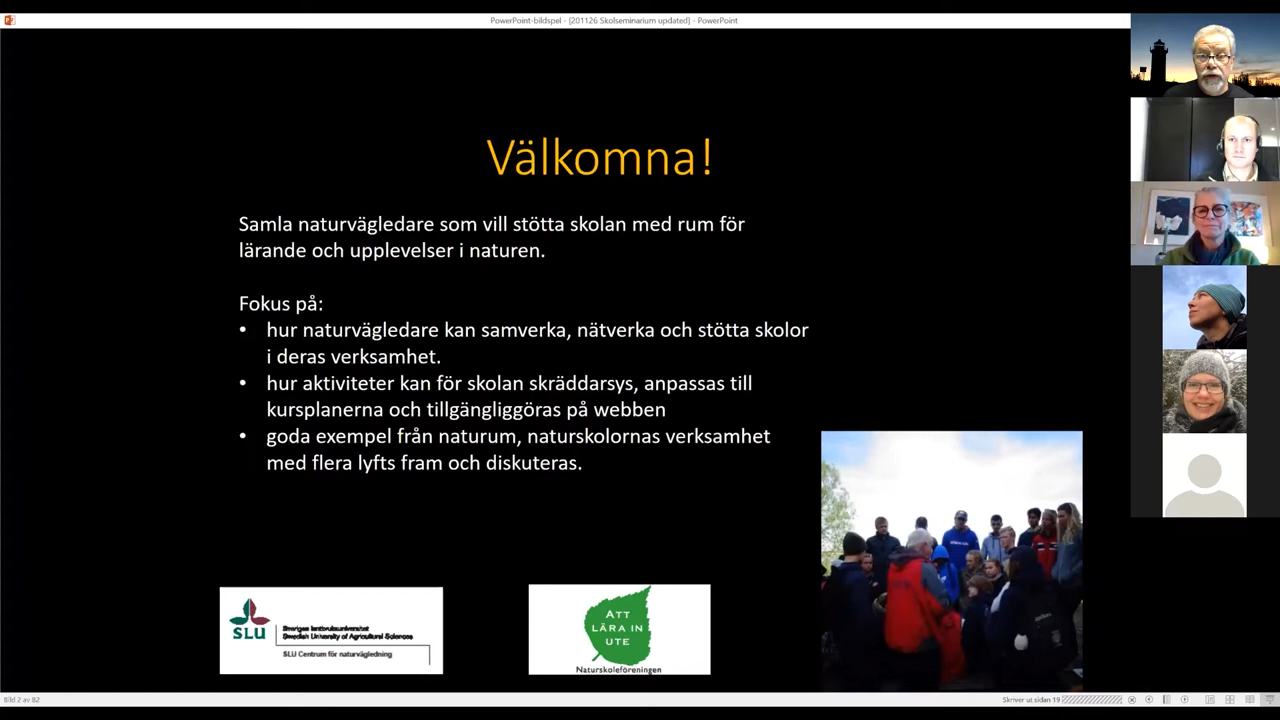 PowerPoint-bildspel - [201126 Skolseminarium updated] - PowerPoint
Välkomna!
Samla naturvägledare som vill stötta skolan med rum för
lärande och upplevelser i naturen.
Fokus på:
• hur naturvägledare kan samverka, nätverka och stötta skolor
i deras verksamhet.
• hur aktiviteter kan för skolan skräddarsys, anpassas till
kursplanerna och tillgängliggöras på webben
• goda exempel från naturum, naturskolornas verksamhet
med flera lyfts fram och diskuteras.
SLU
Sveriges lantbruksuniversitet
Swedish University of Agricultural Sciences
SLU Centrum för naturvägledning
ATT
LÄRA IN
UTE
Naturskoleföreningen
Bild 2 av 82
Skriver ut sidan 19